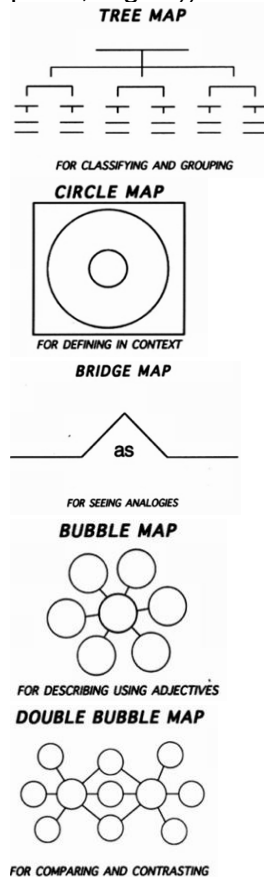 TREE MAP
FOR CLASSIFYING AND GROUPING
CIRCLE MAP
FOR DEFINING IN CONTEXT
BRIDGE MAP
as
FOR SEEING ANALOGIES
BUBBLE MAP
FOR DESCRIBING USING ADJECTIVES
DOUBLE BUBBLE MAP
FOR COMPARING AND CONTRASTING